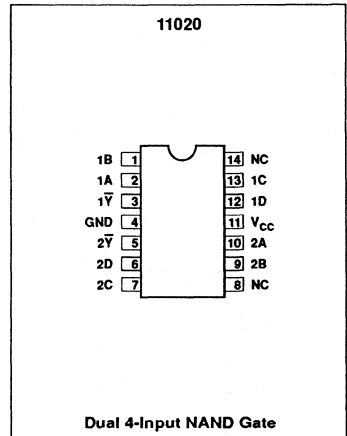 11020
1B 1 14 NC
1A 2 13 1C
1Y̅ 3 12 1D
GND 4 11 VCC
2Y̅ 5 10 2A
2D 6 9 2B
2C 7 8 NC
Dual 4-Input NAND Gate